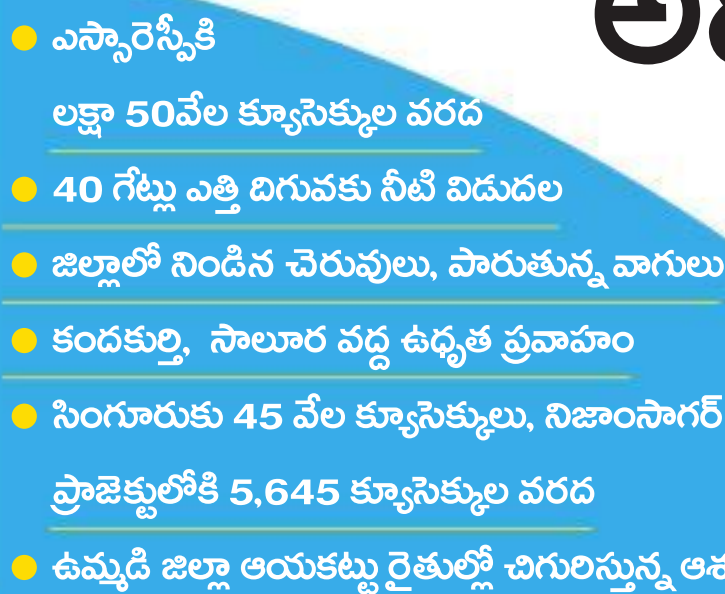 ఎస్సారెస్పీకి
లక్షా 50వేల క్యూసెక్కుల వరద
40 గేట్లు ఎత్తి దిగువకు నీటి విడుదల
జిల్లాలో నిండిన చెరువులు, పారుతున్న వాగులు
కందకుర్తి, సాలూర వద్ద ఉధృత ప్రవాహం
సింగూరుకు 45 వేల క్యూసెక్కులు, నిజాంసాగర్
ప్రాజెక్టులోకి 5,645 క్యూసెక్కుల వరద
ఉమ్మడి జిల్లా ఆయకట్టు రైతుల్లో చిగురిస్తున్న